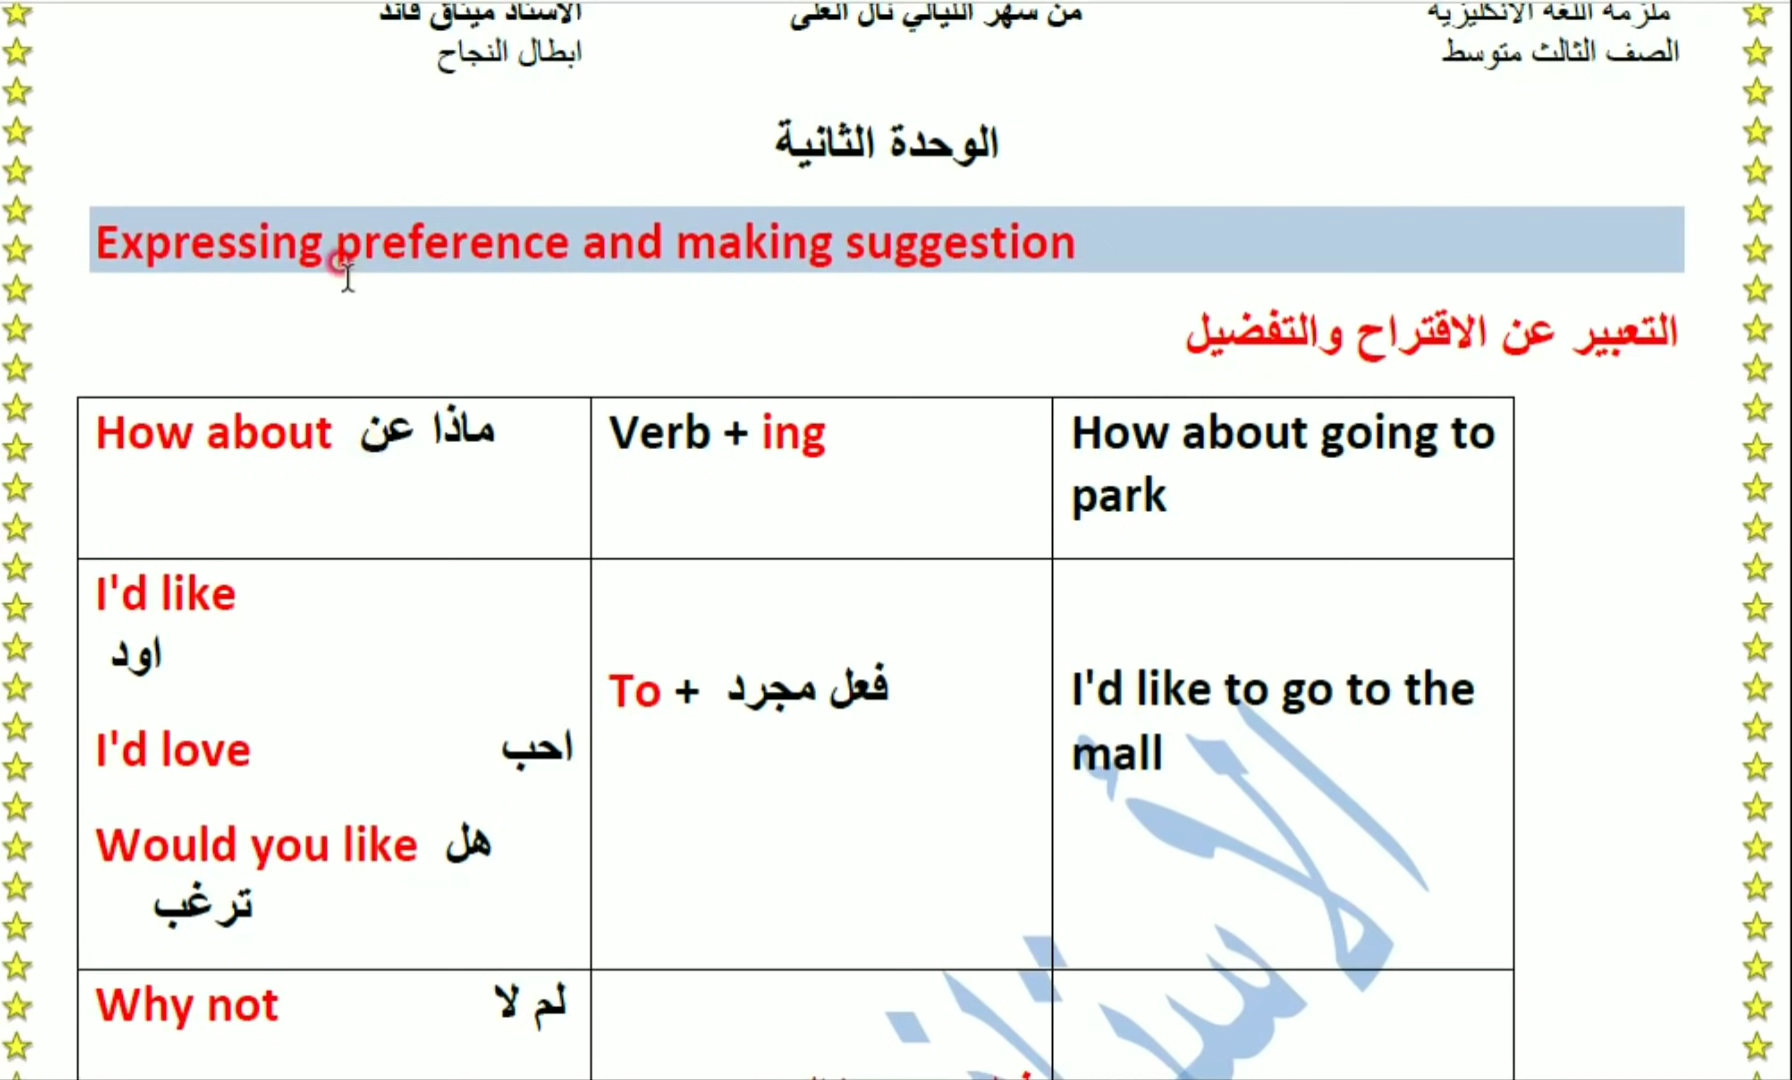 ملزمة اللغة الانكليزية
من سهر الليالي نال العلى
الاستاذ ميثاق قائد
الصف الثالث متوسط
ابطال النجاح
الوحدة الثانية
Expressing preference and making suggestion
التعبير عن الاقتراح والتفضيل
How about ماذا عن
Verb + ing
How about going to
park
I'd like
اود
I'd love احب
Would you like هل
ترغب
To + فعل مجرد
I'd like to go to the
mall
Why not لم لا